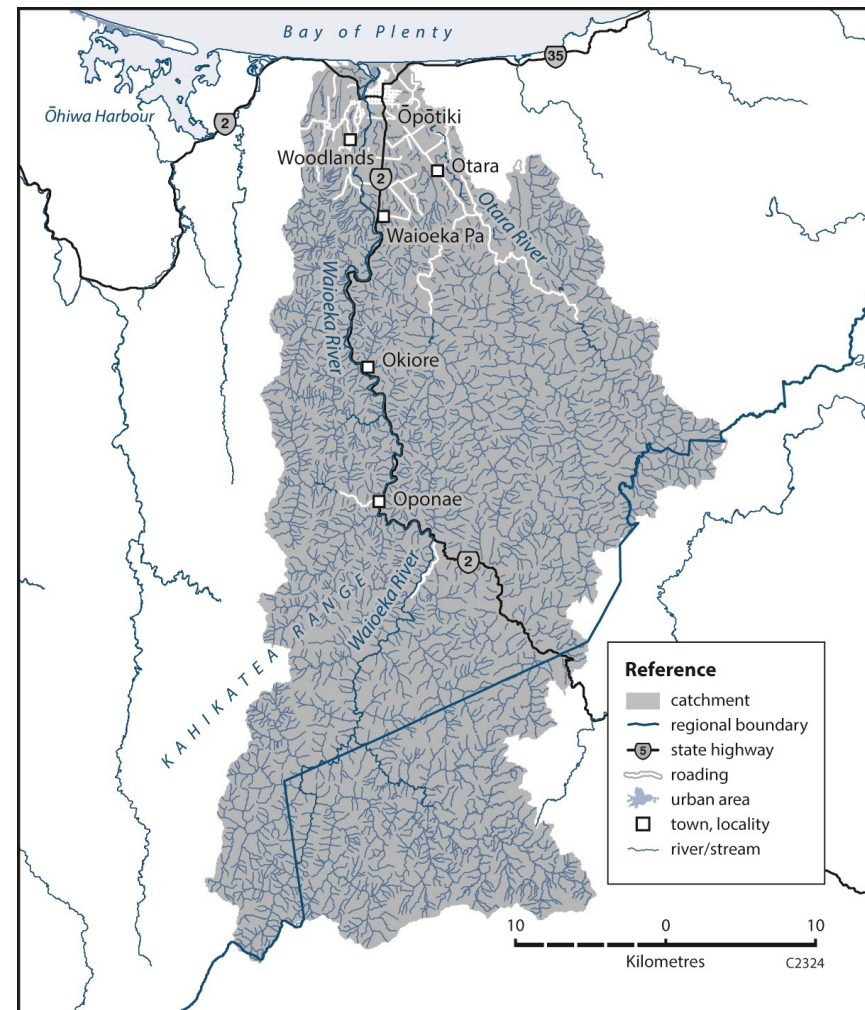 Bay of Plenty
35
Ōhiwa Harbour
2
Ōpōtiki
Woodlands
Otara
2
Otara River
Waioeka Pa
Waioeka River
Okiore
Oponae
2
Waioeka River
KAHIKATEA RANGE
Reference
catchment
regional boundary
5
state highway
roading
urban area
town, locality
river/stream
10
0
10
Kilometres
C2324